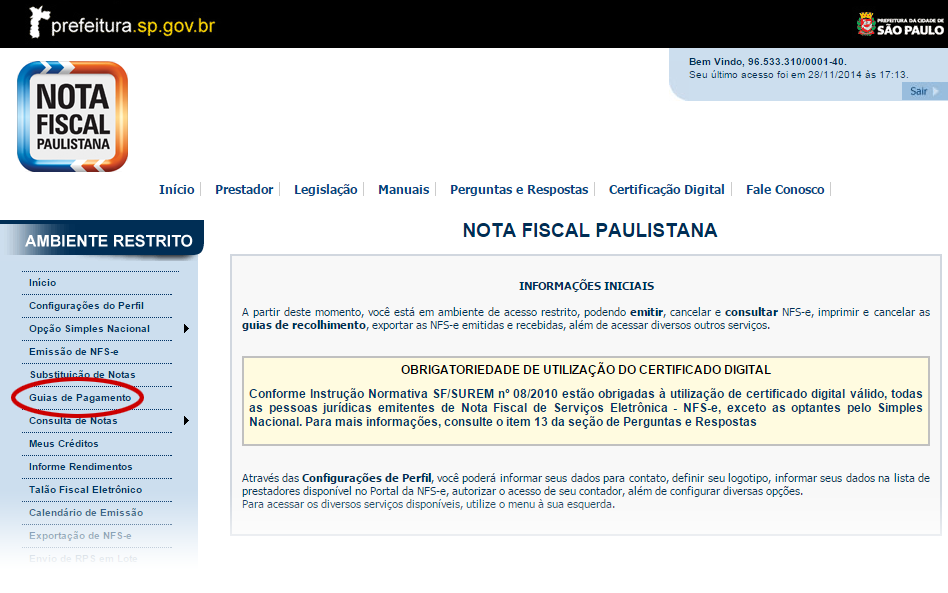 prefeitura.sp.gov.br
PREFEITURA DA CIDADE DE
SÃO PAULO
Bem Vindo, 96.533.310/0001-40.
Seu último acesso foi em 28/11/2014 às 17:13.
Sair
NOTA
FISCAL
PAULISTANA
Início
Prestador
Legislação
Manuais
Perguntas e Respostas
Certificação Digital
Fale Conosco
AMBIENTE RESTRITO
Início
Configurações do Perfil
Opção Simples Nacional
Emissão de NFS-e
Substituição de Notas
Guias de Pagamento
Consulta de Notas
Meus Créditos
Informe Rendimentos
Talão Fiscal Eletrônico
Calendário de Emissão
Exportação de NFS-e
Envio de RPS em Lote
NOTA FISCAL PAULISTANA
INFORMAÇÕES INICIAIS
A partir deste momento, você está em ambiente de acesso restrito, podendo emitir, cancelar e consultar NFS-e, imprimir e cancelar as
guias de recolhimento, exportar as NFS-e emitidas e recebidas, além de acessar diversos outros serviços.
OBRIGATORIEDADE DE UTILIZAÇÃO DO CERTIFICADO DIGITAL
Conforme Instrução Normativa SF/SUREM nº 08/2010 estão obrigadas à utilização de certificado digital válido, todas
as pessoas jurídicas emitentes de Nota Fiscal de Serviços Eletrônica - NFS-e, exceto as optantes pelo Simples
Nacional. Para mais informações, consulte o item 13 da seção de Perguntas e Respostas
Através das Configurações de Perfil, você poderá informar seus dados para contato, definir seu logotipo, informar seus dados na lista de
prestadores disponível no Portal da NFS-e, autorizar o acesso de seu contador, além de configurar diversas opções.
Para acessar os diversos serviços disponíveis, utilize o menu à sua esquerda.